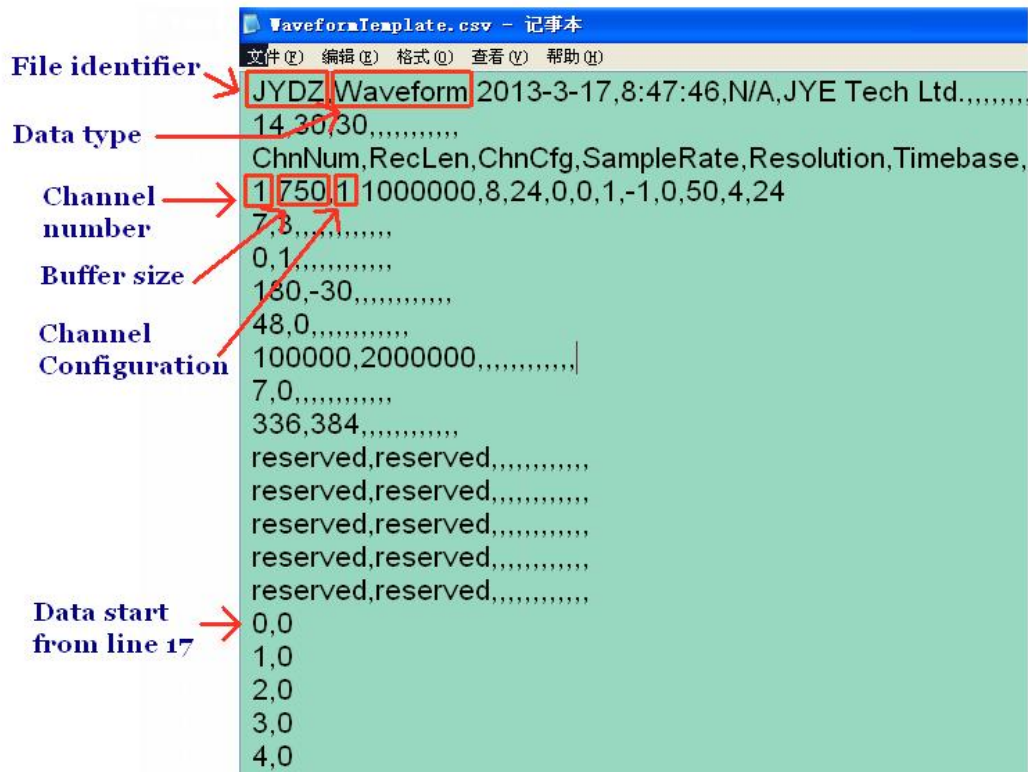 WaveformTemplate.csv - 记事本
文件(F) 编辑(E) 格式(O) 查看(V) 帮助(H)
File identifier
JYDZ,Waveform,2013-3-17,8:47:46,N/A,JYE Tech Ltd.,,,,,,,,
Data type
14,30,30,,,,,,,,,,,
ChnNum,RecLen,ChnCfg,SampleRate,Resolution,Timebase,
Channel
number
1,750,1,1000000,8,24,0,0,1,-1,0,50,4,24
7,3,,,,,,,,,,,,
Buffer size
0,1,,,,,,,,,,,,
180,-30,,,,,,,,,,,,
Channel
Configuration
48,0,,,,,,,,,,,,
100000,2000000,,,,,,,,,,,,
7,0,,,,,,,,,,,,
336,384,,,,,,,,,,,,
reserved,reserved,,,,,,,,,,,,
reserved,reserved,,,,,,,,,,,,
reserved,reserved,,,,,,,,,,,,
reserved,reserved,,,,,,,,,,,,
reserved,reserved,,,,,,,,,,,,
Data start
from line 17
0,0
1,0
2,0
3,0
4,0